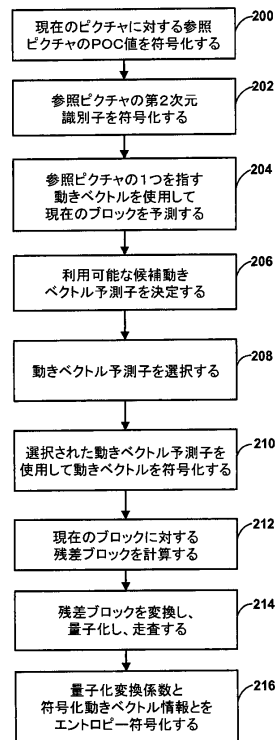 現在のピクチャに対する参照
ピクチャのPOC値を符号化する
200
参照ピクチャの第2次元
識別子を符号化する
202
参照ピクチャの1つを指す
動きベクトルを使用して
現在のブロックを予測する
204
利用可能な候補動き
ベクトル予測子を決定する
206
動きベクトル予測子を選択する
208
選択された動きベクトル予測子を
使用して動きベクトルを符号化する
210
現在のブロックに対する
残差ブロックを計算する
212
残差ブロックを変換し、
量子化し、走査する
214
量子化変換係数と
符号化動きベクトル情報とを
エントロピー符号化する
216